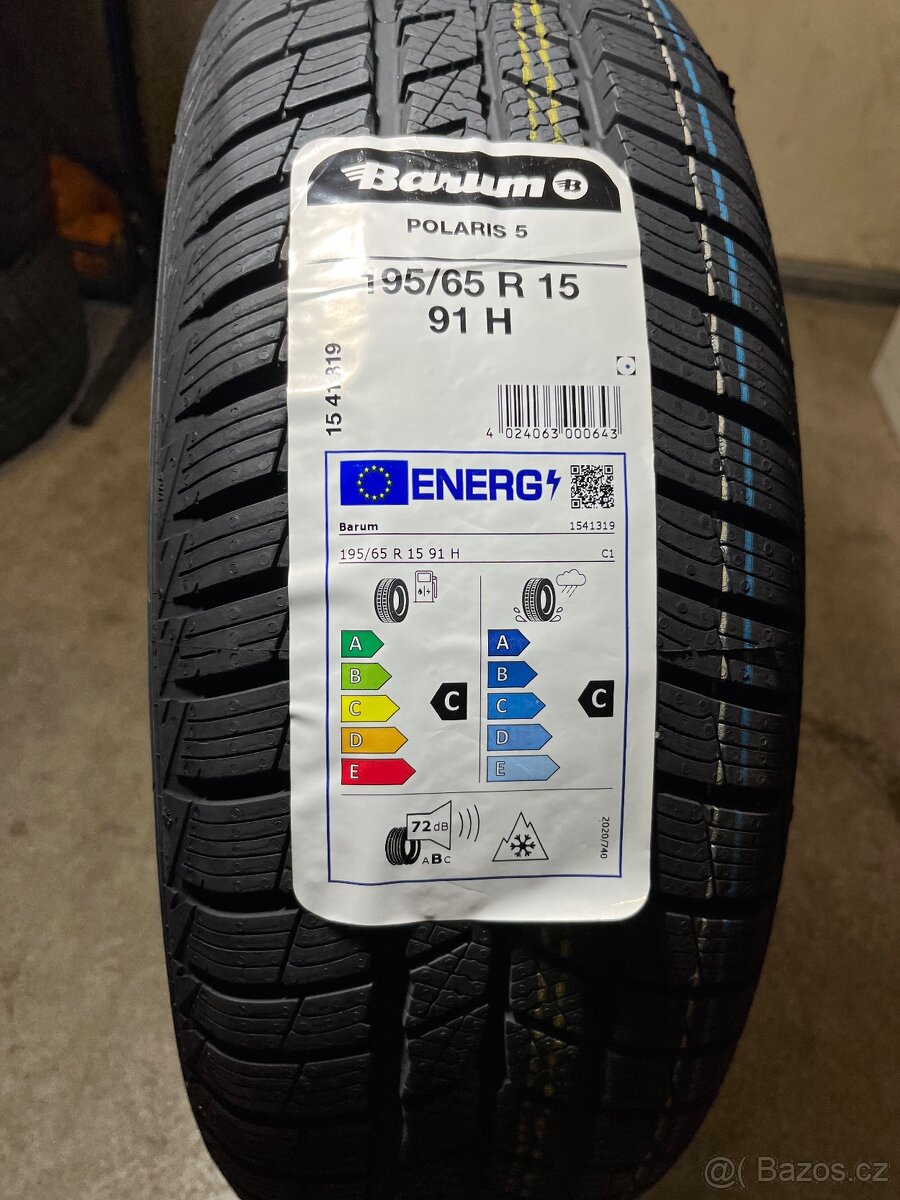 Barum B
POLARIS 5
195/65 R 15
91 H
15 41 319
4 024063 000643
ENERG
Barum 1541319
195/65 R 15 91 H C1
A A
B B
C C C C
D D
E E
72 dB
ABC
2020/740
@( Bazos.cz